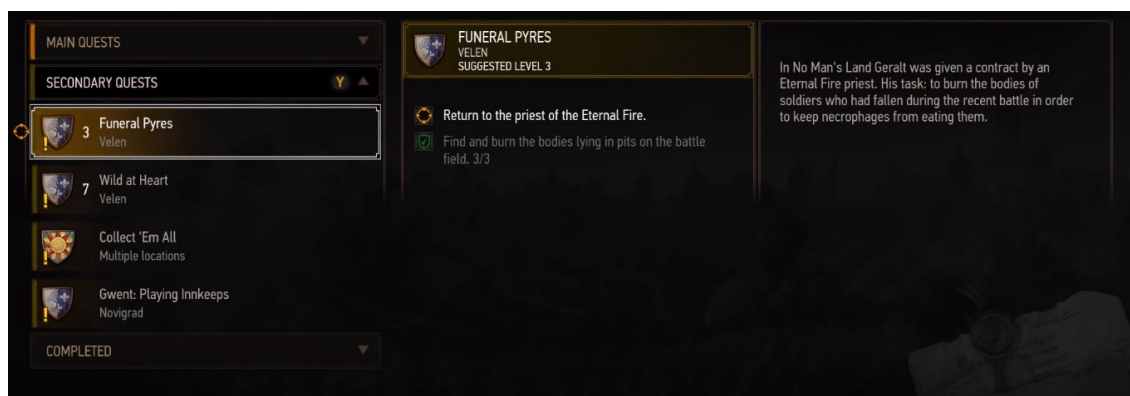 MAIN QUESTS
SECONDARY QUESTS Y
3 Funeral Pyres
Velen
7 Wild at Heart
Velen
Collect 'Em All
Multiple locations
Gwent: Playing Innkeeps
Novigrad
COMPLETED
FUNERAL PYRES
VELEN
SUGGESTED LEVEL 3
Return to the priest of the Eternal Fire.
Find and burn the bodies lying in pits on the battle
field. 3/3
In No Man's Land Geralt was given a contract by an
Eternal Fire priest. His task: to burn the bodies of
soldiers who had fallen during the recent battle in order
to keep necrophages from eating them.